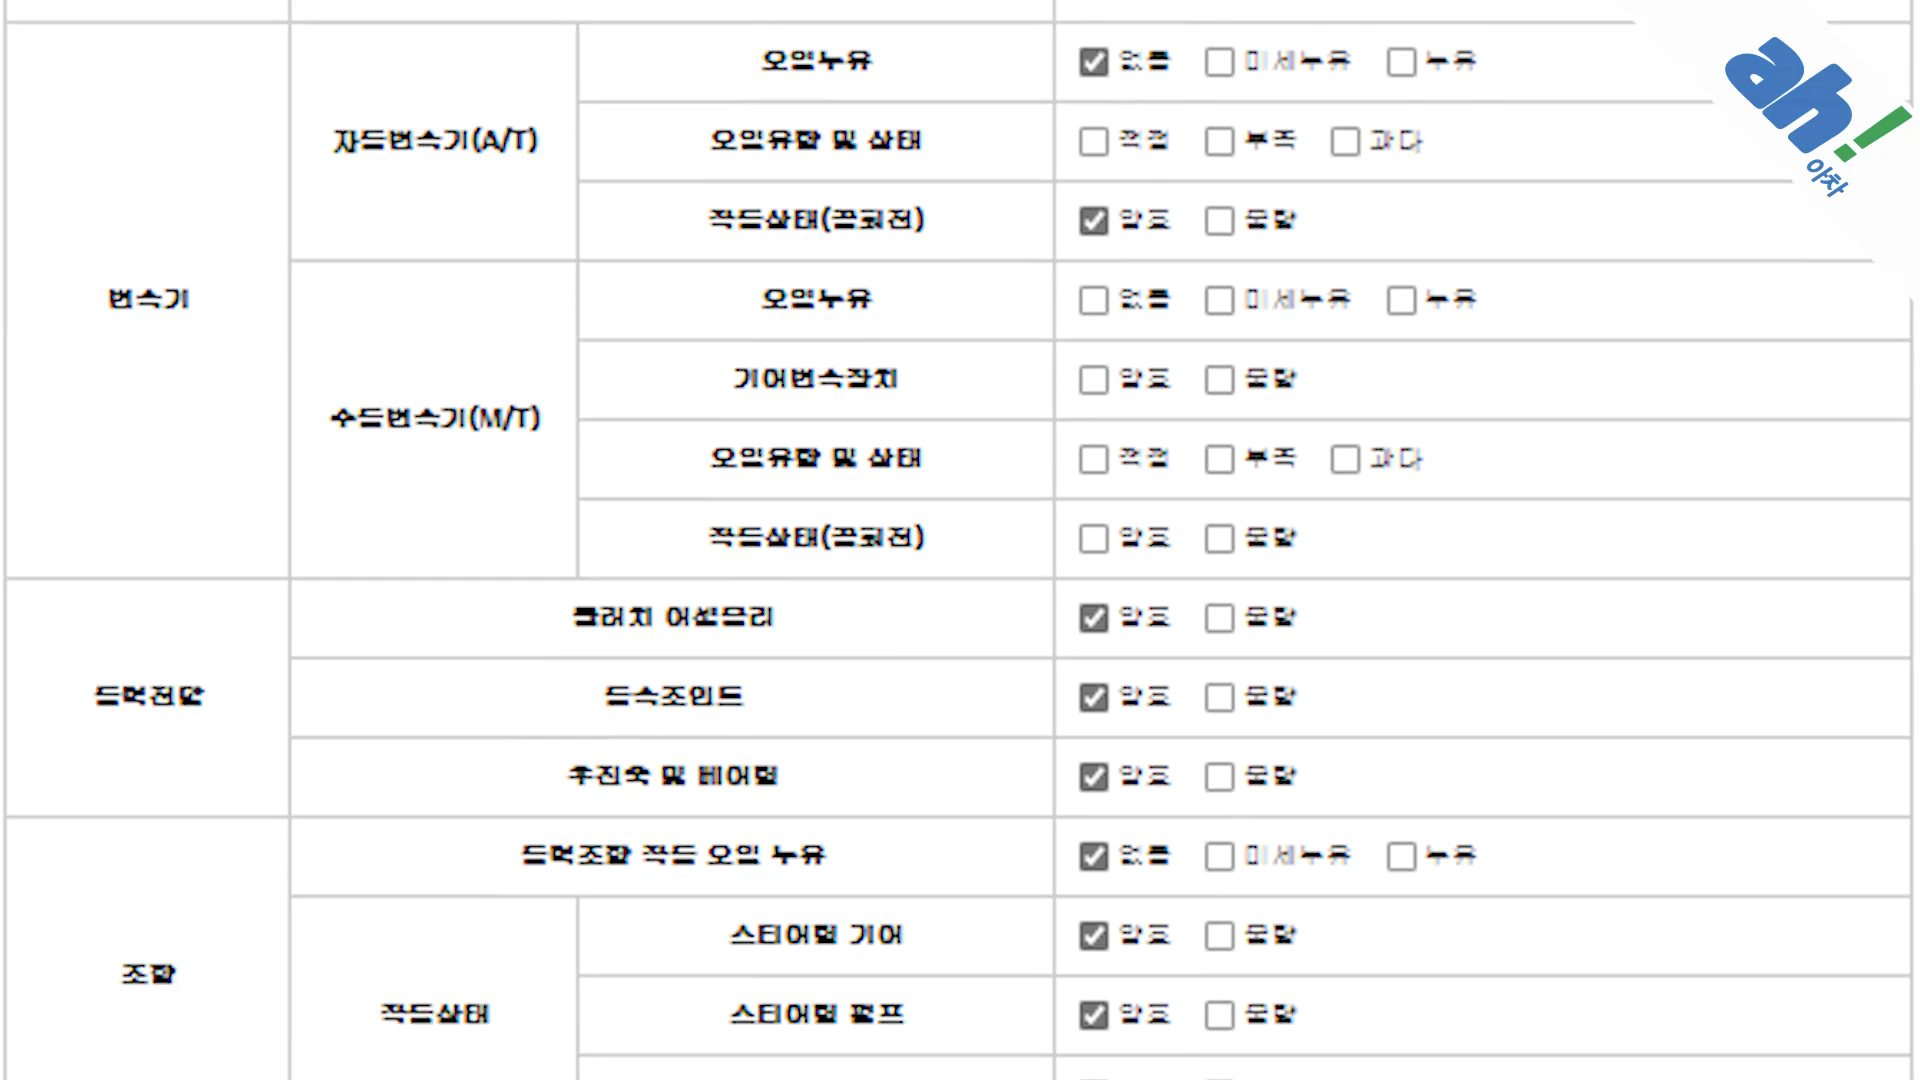 오일누유 없음 미세누유 누유
자동변속기(A/T) 오일유량 및 상태 적정 부족 과다
작동상태(공회전) 양호 불량
변속기 오일누유 없음 미세누유 누유
기어변속장치 양호 불량
수동변속기(M/T)
오일유량 및 상태 적정 부족 과다
작동상태(공회전) 양호 불량
클러치 어셈블리 양호 불량
동력전달 등속조인트 양호 불량
추진축 및 베어링 양호 불량
동력조향 작동 오일 누유 없음 미세누유 누유
스티어링 기어 양호 불량
조향
작동상태 스티어링 펌프 양호 불량
ah!
아차